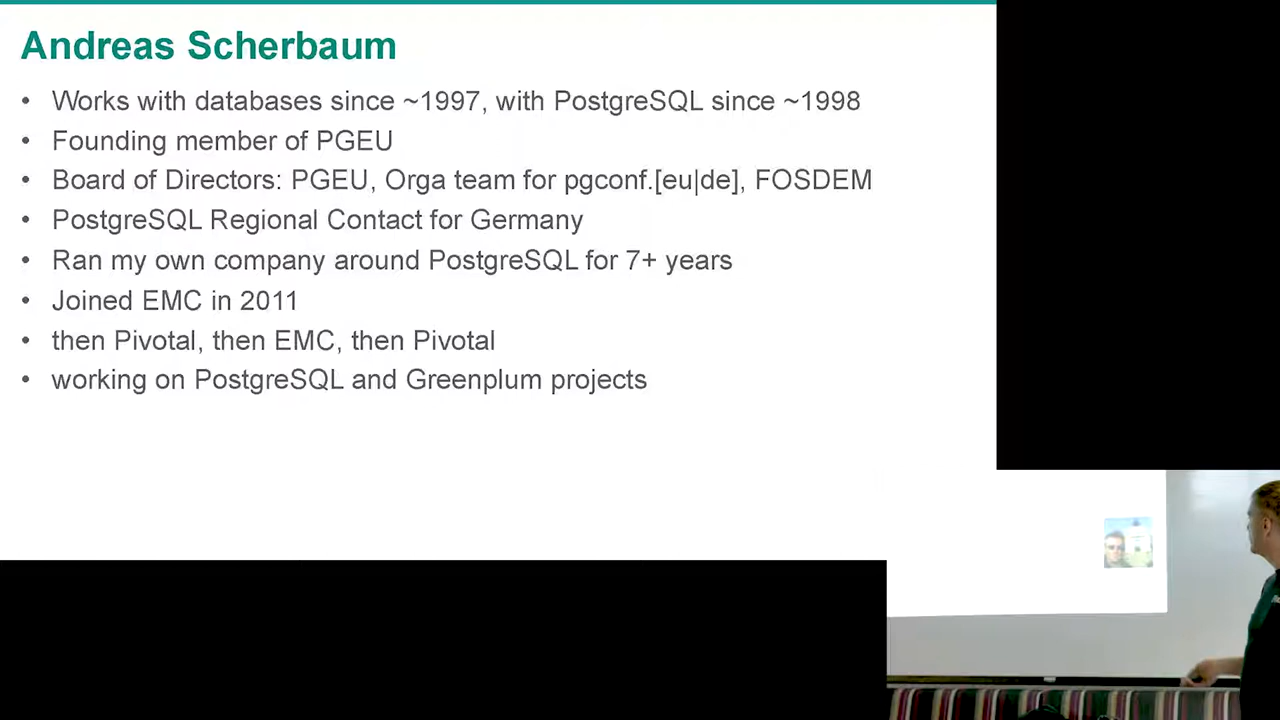 Andreas Scherbaum
• Works with databases since ~1997, with PostgreSQL since ~1998
• Founding member of PGEU
• Board of Directors: PGEU, Orga team for pgconf.[eu|de], FOSDEM
• PostgreSQL Regional Contact for Germany
• Ran my own company around PostgreSQL for 7+ years
• Joined EMC in 2011
• then Pivotal, then EMC, then Pivotal
• working on PostgreSQL and Greenplum projects